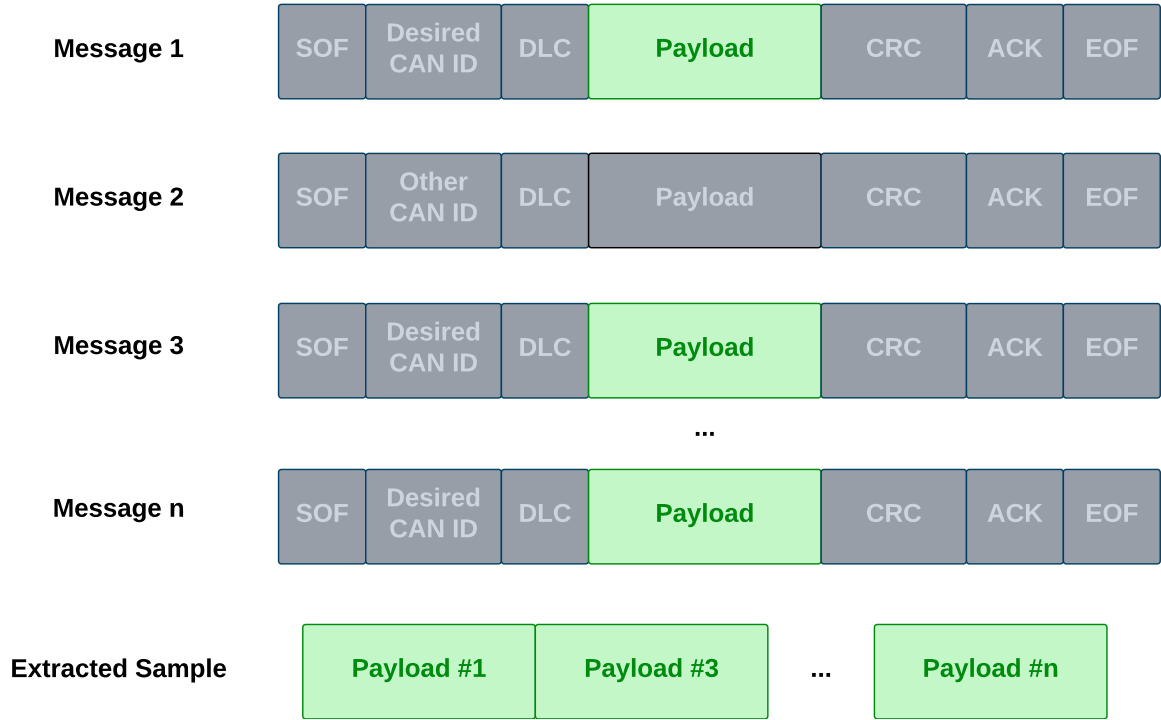 Message 1
SOF
Desired
CAN ID
DLC
Payload
CRC
ACK
EOF
Message 2
SOF
Other
CAN ID
DLC
Payload
CRC
ACK
EOF
Message 3
SOF
Desired
CAN ID
DLC
Payload
CRC
ACK
EOF
...
Message n
SOF
Desired
CAN ID
DLC
Payload
CRC
ACK
EOF
Extracted Sample
Payload #1
Payload #3
...
Payload #n